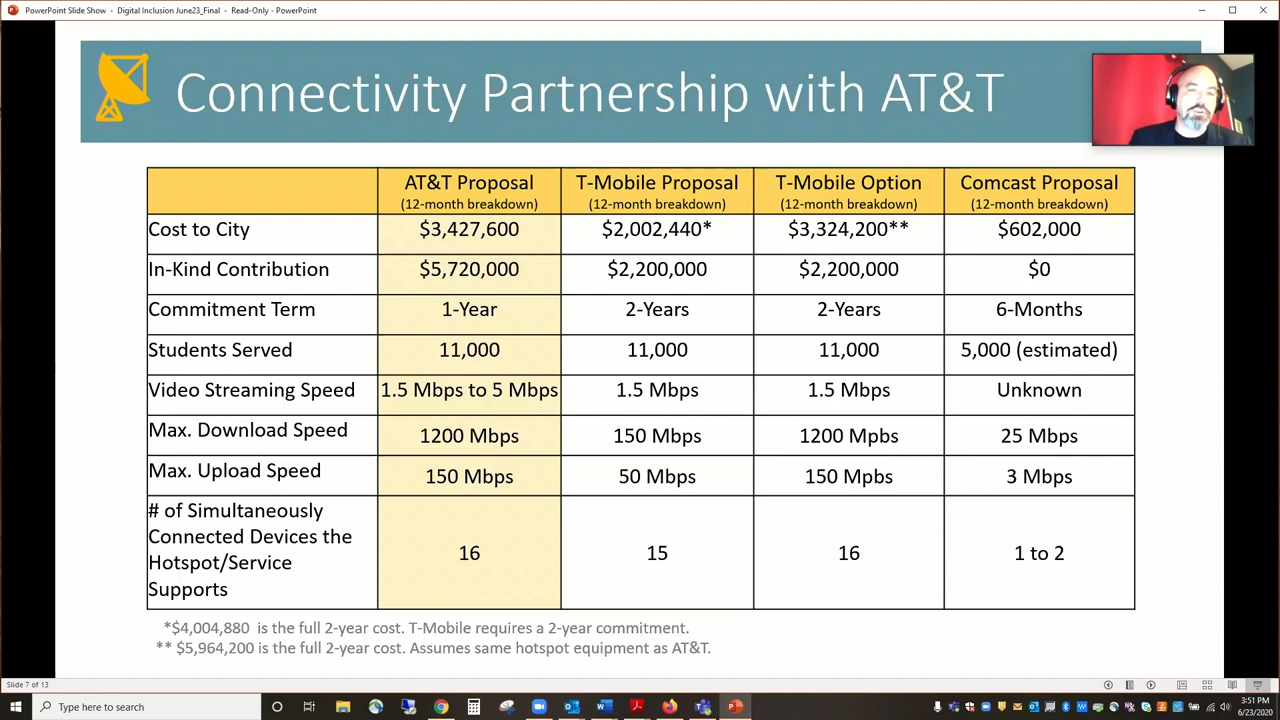 PowerPoint Slide Show - Digital Inclusion June23_Final - Read-Only - PowerPoint
Connectivity Partnership with AT&T
AT&T Proposal T-Mobile Proposal T-Mobile Option Comcast Proposal
(12-month breakdown) (12-month breakdown) (12-month breakdown) (12-month breakdown)
Cost to City $3,427,600 $2,002,440* $3,324,200** $602,000
In-Kind Contribution $5,720,000 $2,200,000 $2,200,000 $0
Commitment Term 1-Year 2-Years 2-Years 6-Months
Students Served 11,000 11,000 11,000 5,000 (estimated)
Video Streaming Speed 1.5 Mbps to 5 Mbps 1.5 Mbps 1.5 Mbps Unknown
Max. Download Speed 1200 Mbps 150 Mbps 1200 Mpbs 25 Mbps
Max. Upload Speed 150 Mbps 50 Mbps 150 Mpbs 3 Mbps
# of Simultaneously
Connected Devices the
Hotspot/Service
Supports
16 15 16 1 to 2
*$4,004,880 is the full 2-year cost. T-Mobile requires a 2-year commitment.
** $5,964,200 is the full 2-year cost. Assumes same hotspot equipment as AT&T.
Slide 7 of 13
Type here to search
3:51 PM
6/23/2020